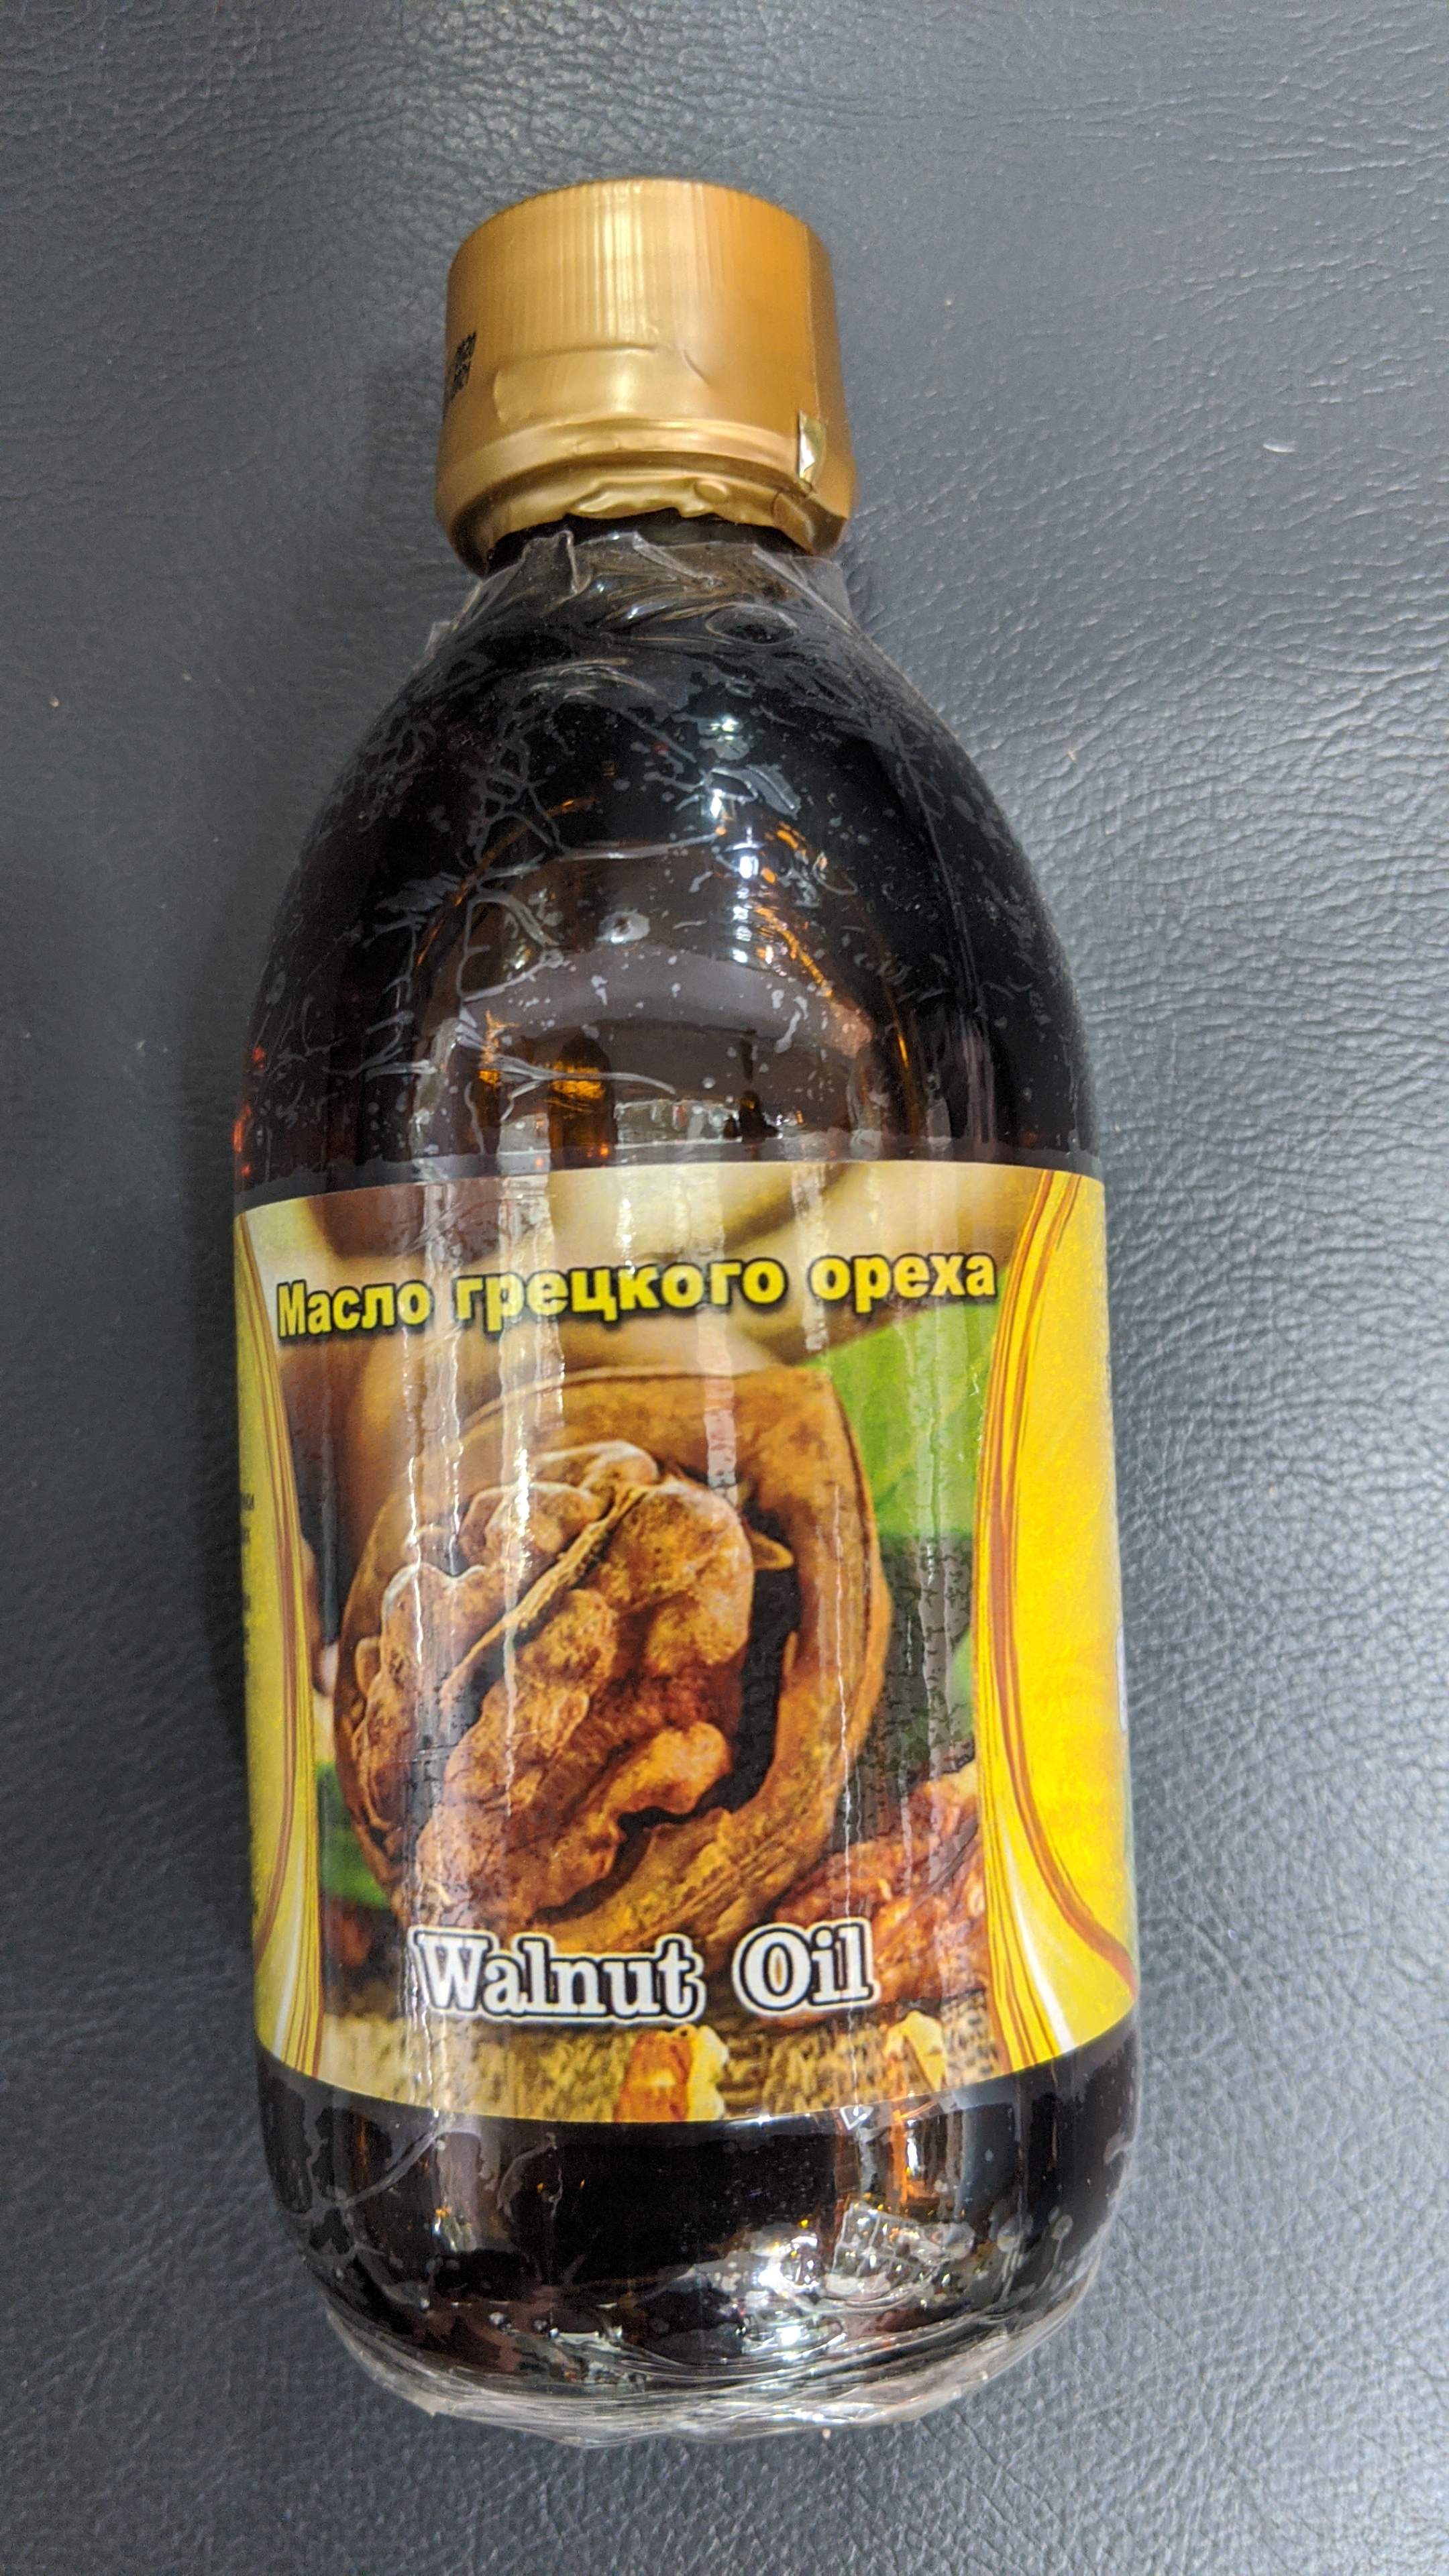 Масло грецкого ореха
Walnut Oil